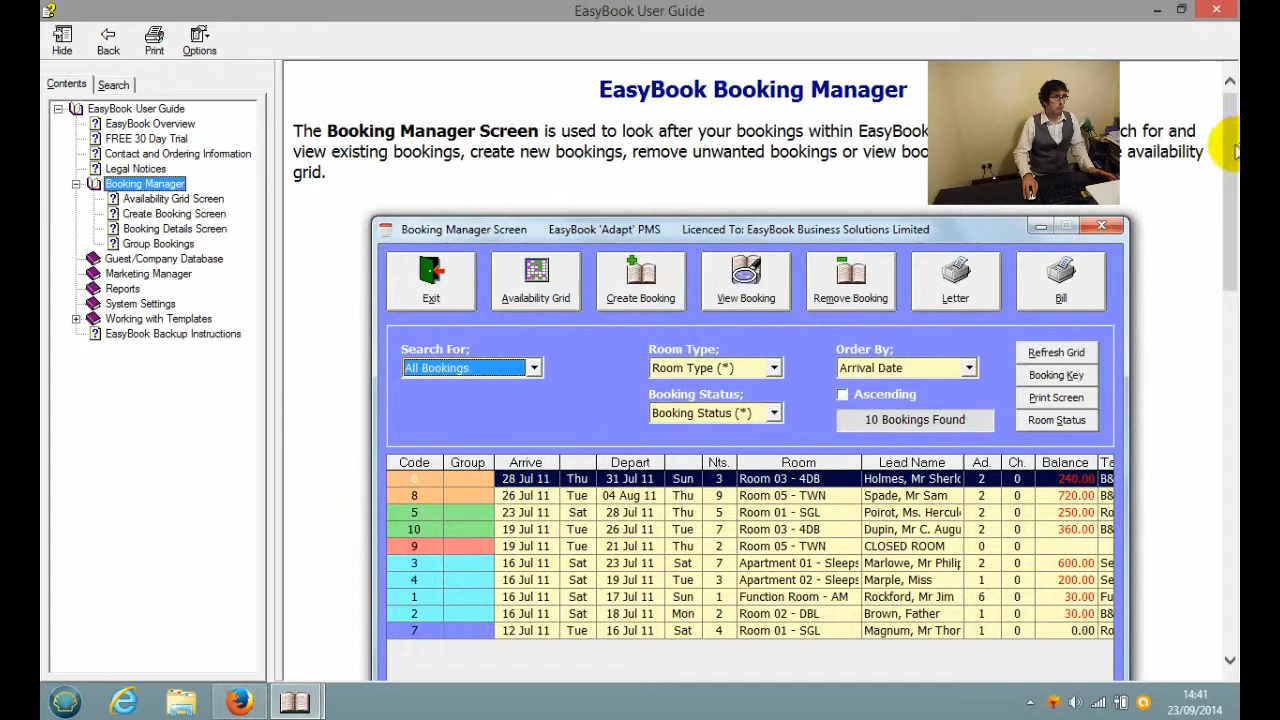 EasyBook User Guide
Hide Back Print Options
Contents Search
EasyBook User Guide
EasyBook Overview
FREE 30 Day Trial
Contact and Ordering Information
Legal Notices
Booking Manager
Availability Grid Screen
Create Booking Screen
Booking Details Screen
Group Bookings
Guest/Company Database
Marketing Manager
Reports
System Settings
Working with Templates
EasyBook Backup Instructions
EasyBook Booking Manager
The Booking Manager Screen is used to look after your bookings within EasyBook ch for and
view existing bookings, create new bookings, remove unwanted bookings or view boo e availability
grid.
Booking Manager Screen EasyBook 'Adapt' PMS Licenced To: EasyBook Business Solutions Limited
Exit Availability Grid Create Booking View Booking Remove Booking Letter Bill
Search For; Room Type; Order By; Refresh Grid
All Bookings Room Type (*) Arrival Date Booking Key
Booking Status; Ascending Print Screen
Booking Status (*) 10 Bookings Found Room Status
Code Group Arrive Depart Nts. Room Lead Name Ad. Ch. Balance Ta
6 28 Jul 11 Thu 31 Jul 11 Sun 3 Room 03 - 4DB Holmes, Mr Sherl 2 0 240.00 B&
8 26 Jul 11 Tue 04 Aug 11 Thu 9 Room 05 - TWN Spade, Mr Sam 2 0 720.00 B&
5 23 Jul 11 Sat 28 Jul 11 Thu 5 Room 01 - SGL Poirot, Ms. Hercul 2 0 250.00 Ro
10 19 Jul 11 Tue 26 Jul 11 Tue 7 Room 03 - 4DB Dupin, Mr C. Augu 2 0 360.00 B&
9 19 Jul 11 Tue 21 Jul 11 Thu 2 Room 05 - TWN CLOSED ROOM 0 0
3 16 Jul 11 Sat 23 Jul 11 Sat 7 Apartment 01 - Sleeps Marlowe, Mr Philip 2 0 600.00 Se
4 16 Jul 11 Sat 19 Jul 11 Tue 3 Apartment 02 - Sleeps Marple, Miss 1 0 200.00 Se
1 16 Jul 11 Sat 17 Jul 11 Sun 1 Function Room - AM Rockford, Mr Jim 6 0 30.00 Fu
2 16 Jul 11 Sat 18 Jul 11 Mon 2 Room 02 - DBL Brown, Father 1 0 30.00 B&
7 12 Jul 11 Tue 16 Jul 11 Sat 4 Room 01 - SGL Magnum, Mr Thor 1 0 0.00 Ro
14:41
23/09/2014